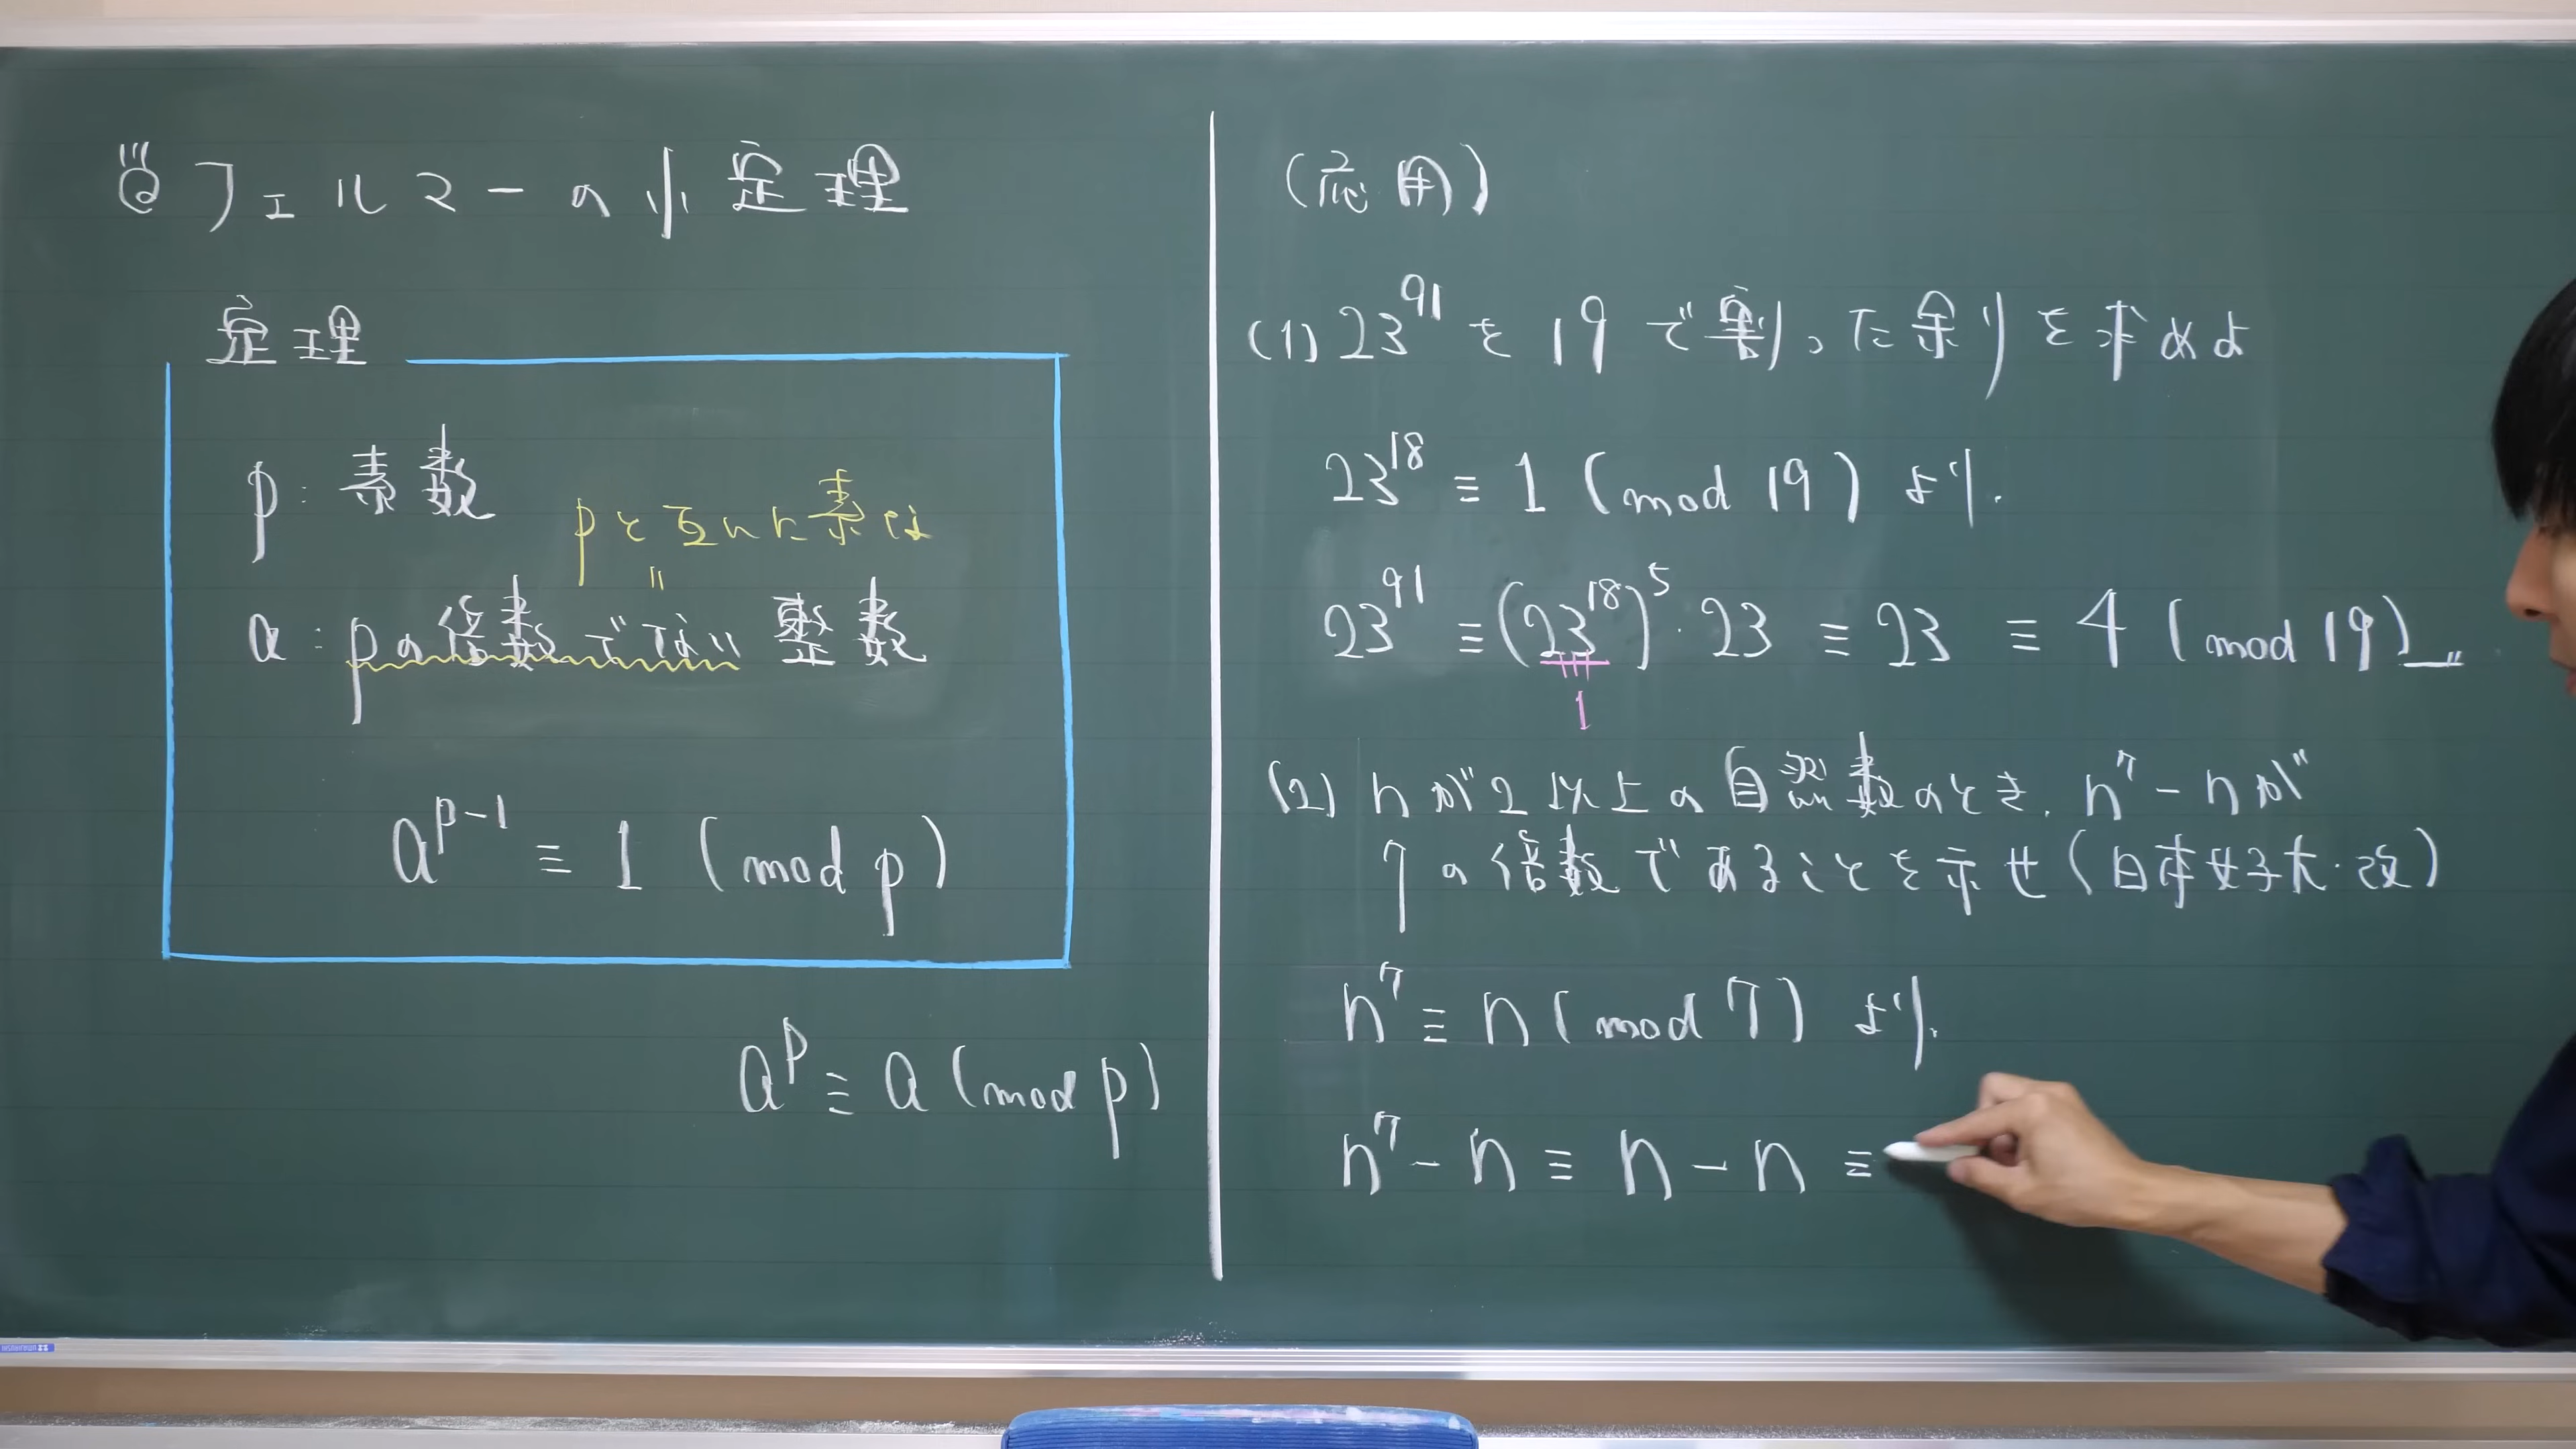 ◎フェルマーの小定理
定理
p：素数
pと互いに素な
=
a：pの倍数でない整数
a^{p-1} ≡ 1 (mod p)
a^p ≡ a (mod p)
(応用)
(1) 23^{91} を 19 で割った余りを求めよ
23^{18} ≡ 1 (mod 19) より.
23^{91} ≡ (23^{18})^5・23 ≡ 23 ≡ 4 (mod 19)
1
(2) nが2以上の自然数のとき, n^7 - nが
7の倍数であることを示せ(日本女子大・改)
n^7 ≡ n (mod 7) より.
n^7 - n ≡ n - n ≡